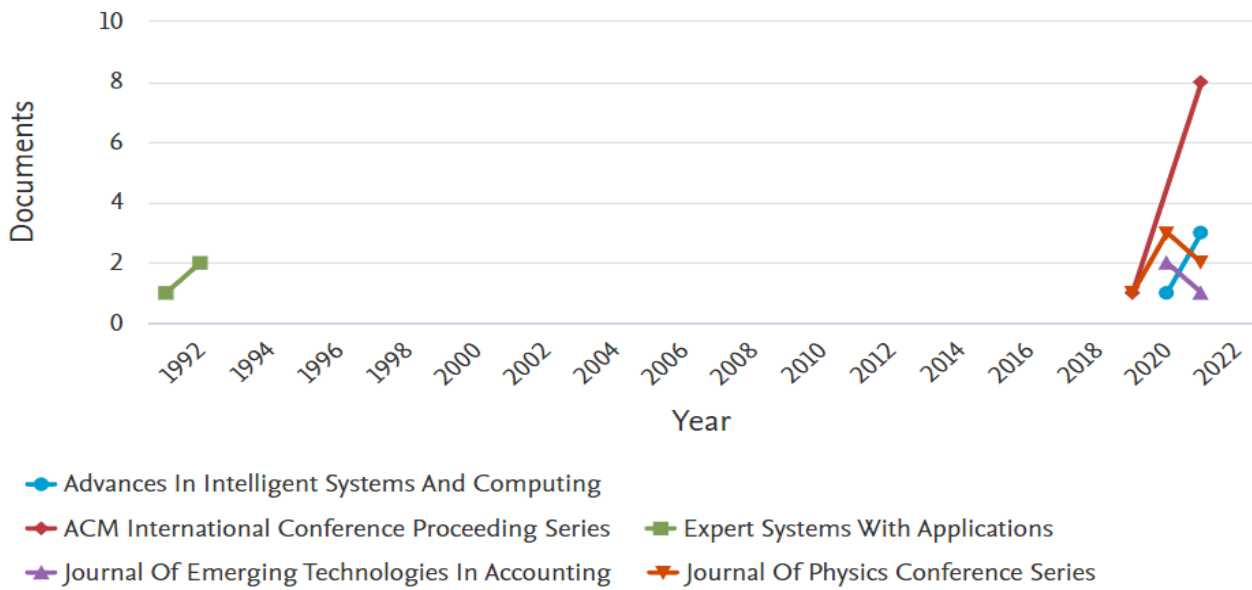 10
8
6
4
2
0
Documents
1992 1994 1996 1998 2000 2002 2004 2006 2008 2010 2012 2014 2016 2018 2020 2022
Year
Advances In Intelligent Systems And Computing
ACM International Conference Proceeding Series Expert Systems With Applications
Journal Of Emerging Technologies In Accounting Journal Of Physics Conference Series